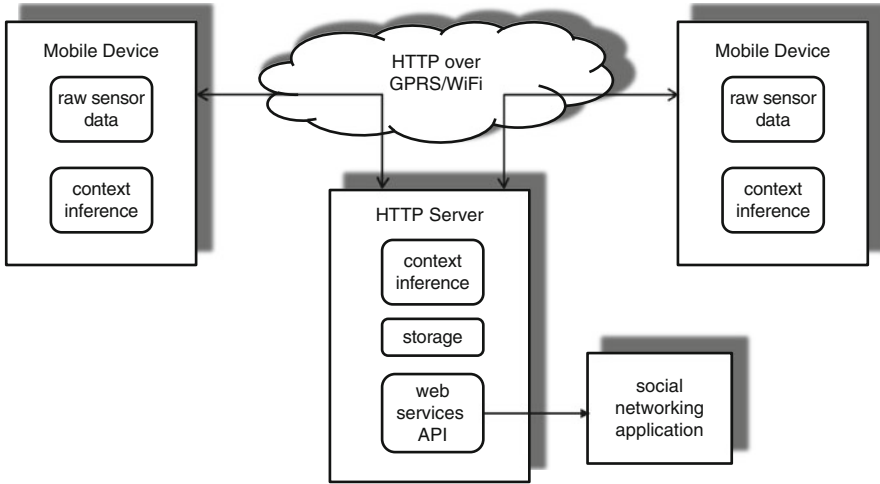 Mobile Device
raw sensor
data
context
inference
HTTP over
GPRS/WiFi
Mobile Device
raw sensor
data
context
inference
HTTP Server
context
inference
storage
web
services
API
social
networking
application